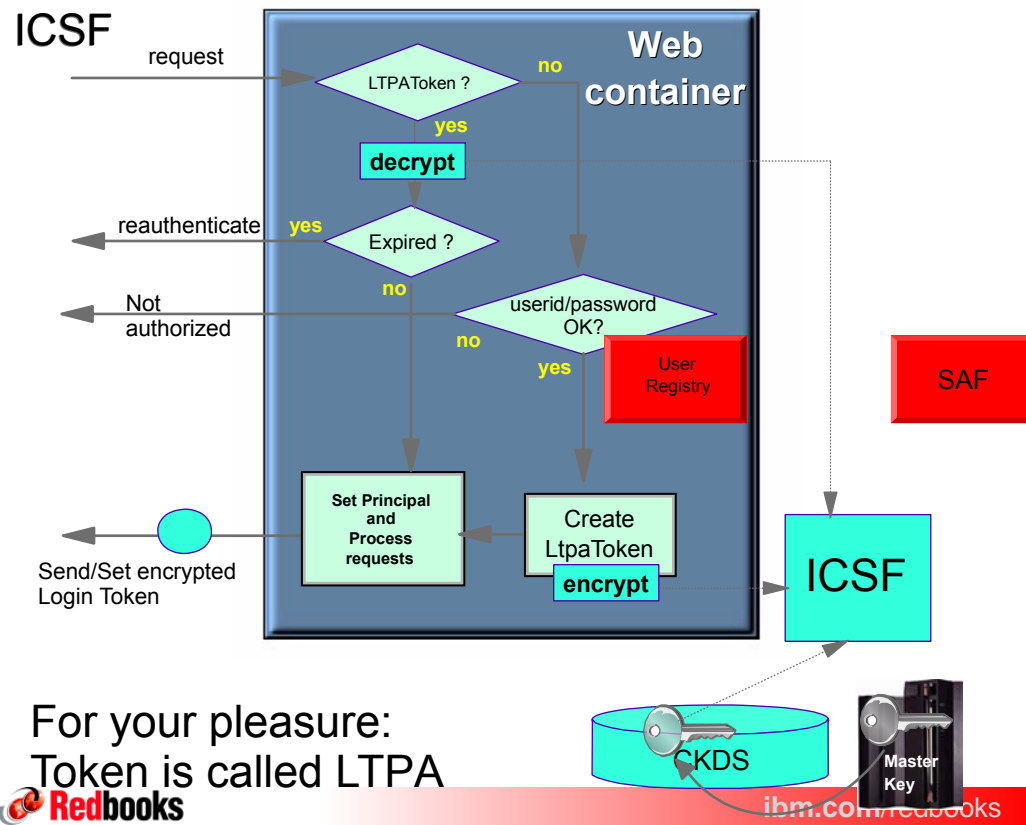 ICSF
request
Web
container
LTPAToken ?
no
yes
decrypt
reauthenticate
yes
Expired ?
no
Not
authorized
userid/password
OK?
no
yes
User
Registry
SAF
Set Principal
and
Process
requests
Create
LtpaToken
encrypt
ICSF
Send/Set encrypted
Login Token
For your pleasure:
Token is called LTPA
CKDS
Master
Key
Redbooks
ibm.com/redbooks